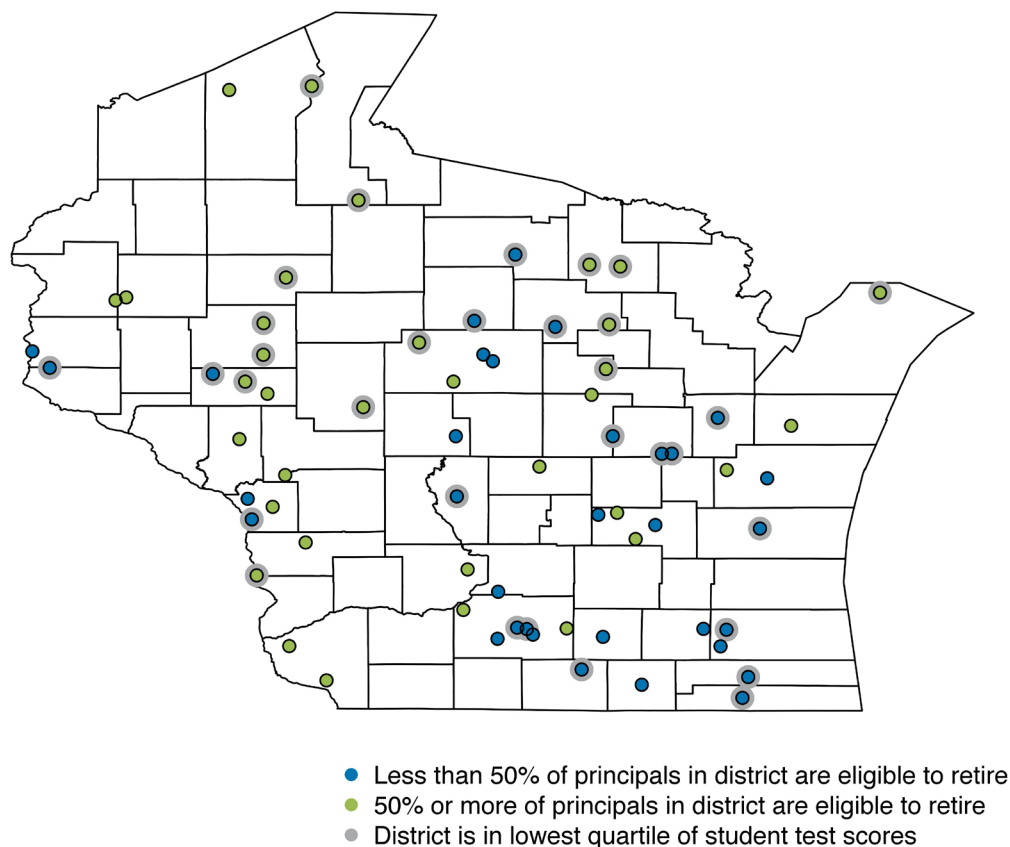 Less than 50% of principals in district are eligible to retire
50% or more of principals in district are eligible to retire
District is in lowest quartile of student test scores